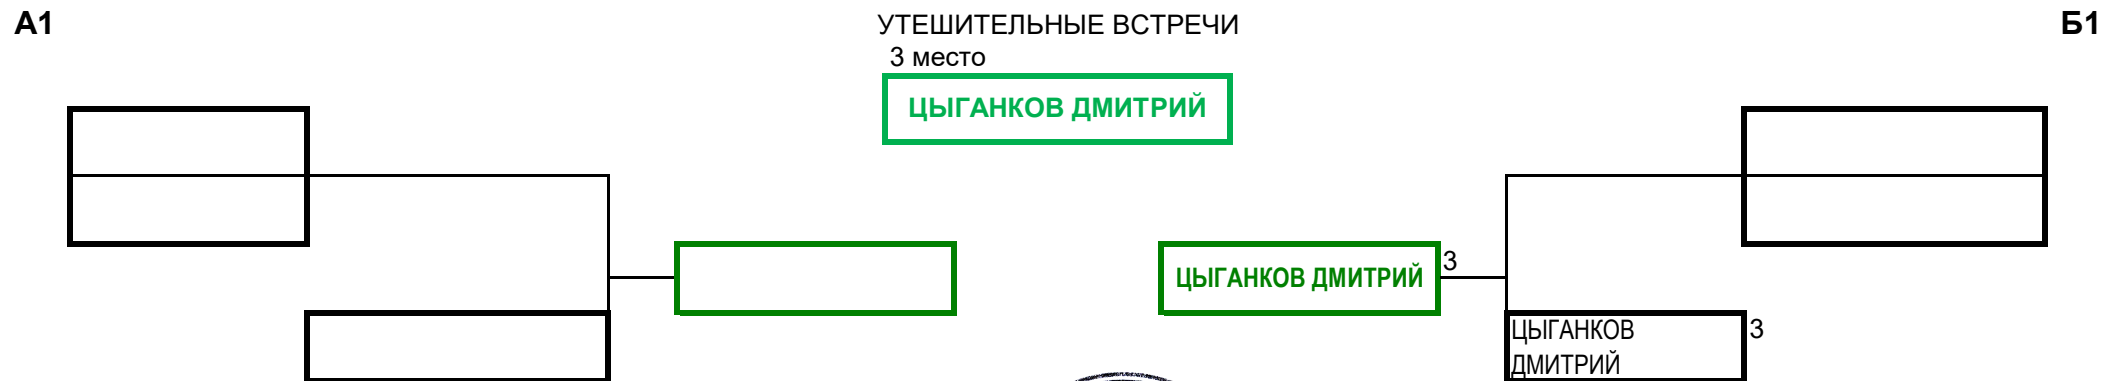 А1
УТЕШИТЕЛЬНЫЕ ВСТРЕЧИ
Б1
3 место
ЦЫГАНКОВ ДМИТРИЙ
ЦЫГАНКОВ ДМИТРИЙ
3
ЦЫГАНКОВ
ДМИТРИЙ
3